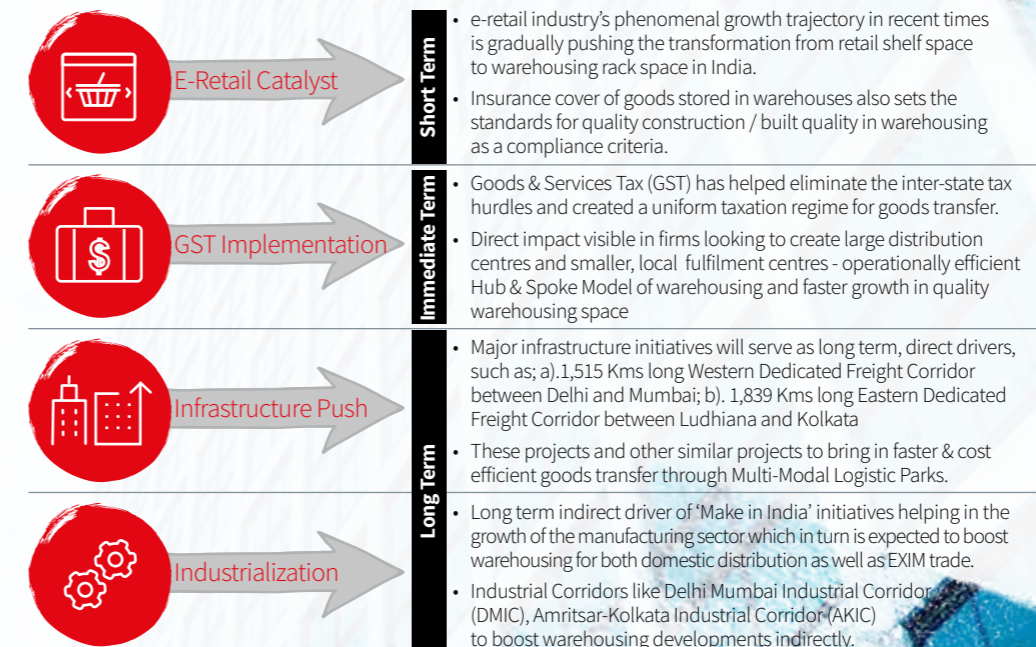 E-Retail Catalyst
Short Term
• e-retail industry's phenomenal growth trajectory in recent times
is gradually pushing the transformation from retail shelf space
to warehousing rack space in India.
• Insurance cover of goods stored in warehouses also sets the
standards for quality construction / built quality in warehousing
as a compliance criteria.
$
GST Implementation
Immediate Term
• Goods & Services Tax (GST) has helped eliminate the inter-state tax
hurdles and created a uniform taxation regime for goods transfer.
• Direct impact visible in firms looking to create large distribution
centres and smaller, local fulfilment centres - operationally efficient
Hub & Spoke Model of warehousing and faster growth in quality
warehousing space
Infrastructure Push
Long Term
• Major infrastructure initiatives will serve as long term, direct drivers,
such as; a).1,515 Kms long Western Dedicated Freight Corridor
between Delhi and Mumbai; b). 1,839 Kms long Eastern Dedicated
Freight Corridor between Ludhiana and Kolkata
• These projects and other similar projects to bring in faster & cost
efficient goods transfer through Multi-Modal Logistic Parks.
Industrialization
• Long term indirect driver of 'Make in India' initiatives helping in the
growth of the manufacturing sector which in turn is expected to boost
warehousing for both domestic distribution as well as EXIM trade.
• Industrial Corridors like Delhi Mumbai Industrial Corridor
(DMIC), Amritsar-Kolkata Industrial Corridor (AKIC)
to boost warehousing developments indirectly.